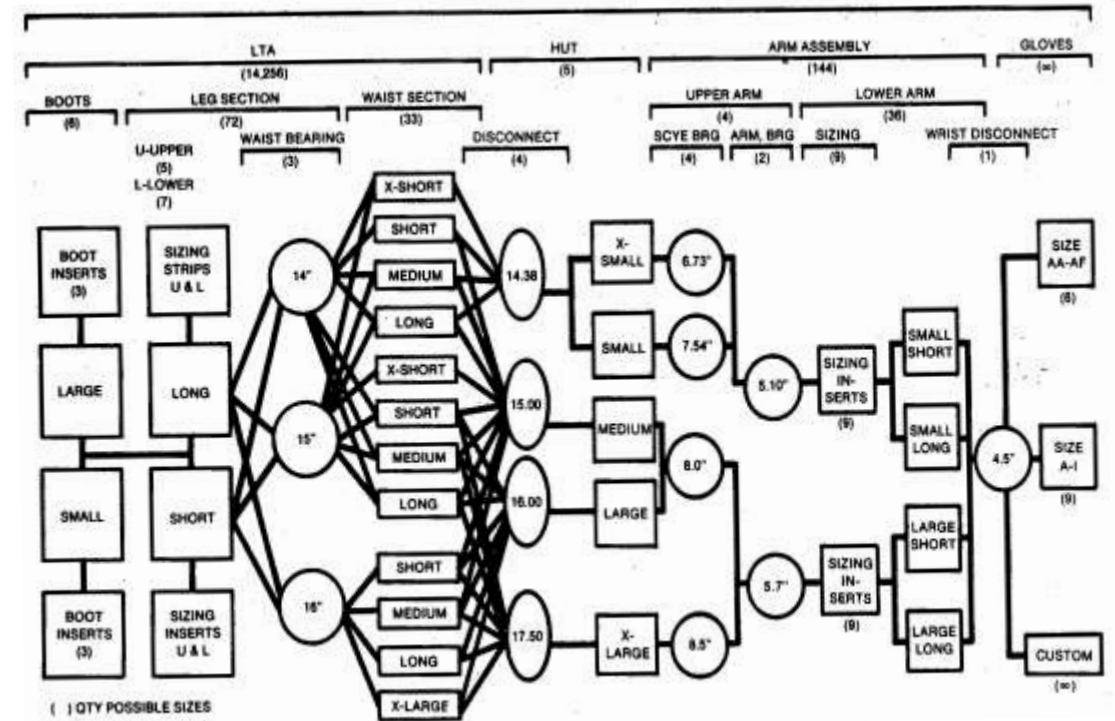 LTA
(14,256)
HUT
(5)
ARM ASSEMBLY
(144)
GLOVES
(∞)
BOOTS
(6)
LEG SECTION
(72)
WAIST SECTION
(33)
UPPER ARM
(4)
LOWER ARM
(36)
U-UPPER
(5)
L-LOWER
(7)
WAIST BEARING
(3)
DISCONNECT
(4)
SCYE BRG
(4)
ARM, BRG
(2)
SIZING
(9)
WRIST DISCONNECT
(1)
BOOT
INSERTS
(3)
LARGE
SMALL
BOOT
INSERTS
(3)
SIZING
STRIPS
U & L
LONG
SHORT
SIZING
INSERTS
U & L
14"
15"
16"
X-SHORT
SHORT
MEDIUM
LONG
X-SHORT
SHORT
MEDIUM
LONG
SHORT
MEDIUM
LONG
X-LARGE
14.38
15.00
16.00
17.50
X-
SMALL
SMALL
MEDIUM
LARGE
X-
LARGE
6.73"
7.54"
8.0"
8.5"
5.10"
5.7"
SIZING
IN-
SERTS
(9)
SIZING
IN-
SERTS
(9)
SMALL
SHORT
SMALL
LONG
LARGE
SHORT
LARGE
LONG
4.5"
SIZE
AA-AF
(6)
SIZE
A-I
(9)
CUSTOM
(∞)
( ) QTY POSSIBLE SIZES